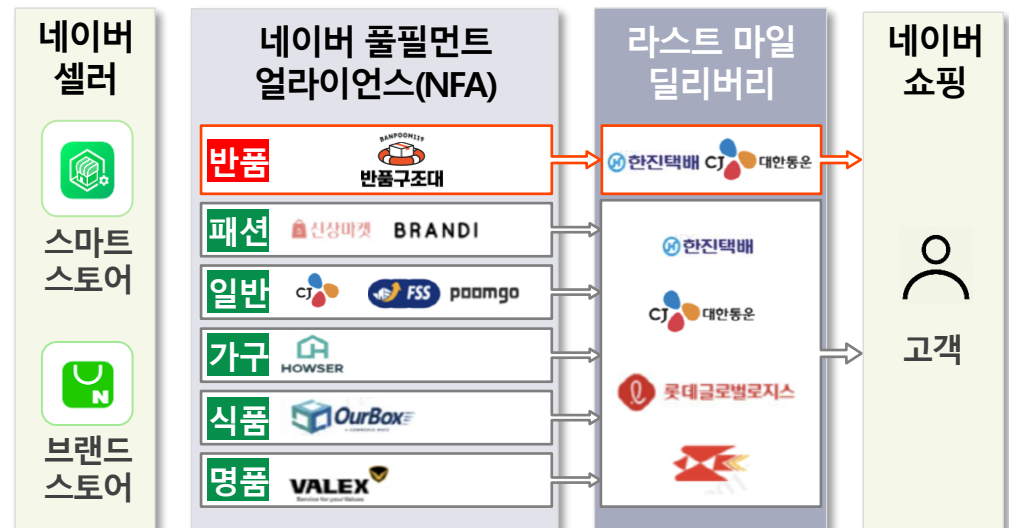 네이버
셀러
스마트
스토어
N
브랜드
스토어
네이버 풀필먼트
얼라이언스(NFA)
반품
BANPOOM119
반품구조대
패션
신상마켓
BRANDI
일반
CJ
FSS
poomgo
가구
HOWSER
식품
OurBox
명품
VALEX
Service for your Values
라스트 마일
딜리버리
한진택배
CJ 대한통운
한진택배
CJ 대한통운
롯데글로벌로지스
네이버
쇼핑
고객